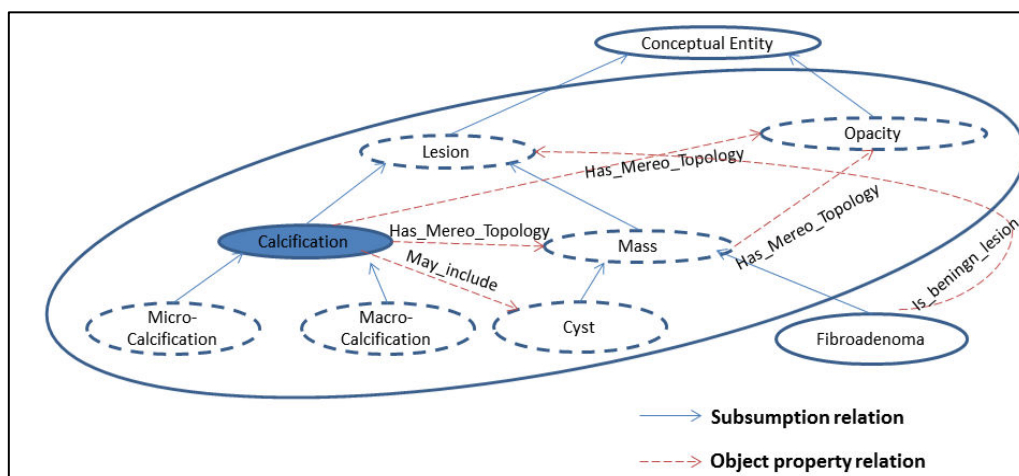 Conceptual Entity
Opacity
Lesion
Has_Mereo_Topology
Calcification
Has_Mereo_Topology
Mass
Has_Mereo_Topology
May_include
Is_beningn_lesion
Micro-
Calcification
Macro-
Calcification
Cyst
Fibroadenoma
Subsumption relation
Object property relation